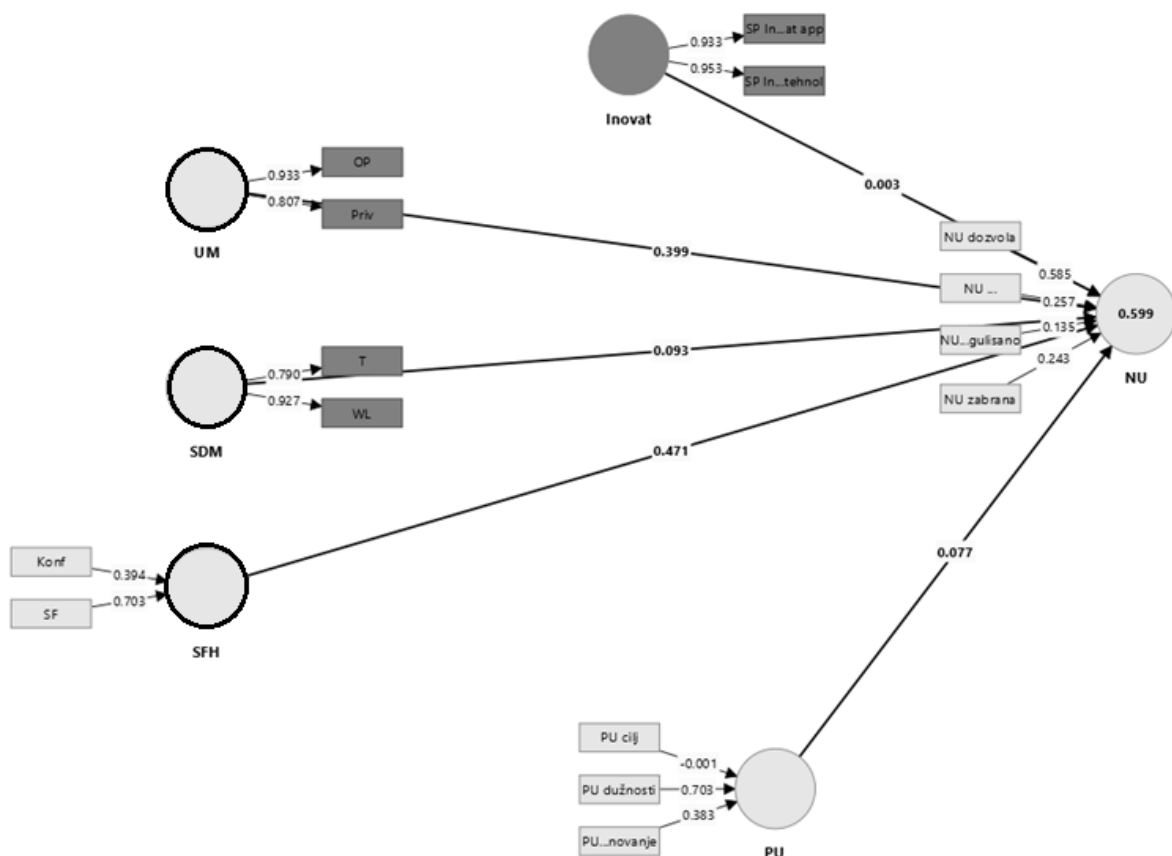 SP In...at app
0.933
0.953
SP In...tehnol
Inovat
0.003
OP
0.933
0.807
Priv
UM
0.399
NU dozvola
0.585
NU ...
0.257
0.599
NU...gulisano
0.135
0.243
NU zabrana
NU
T
0.790
0.093
0.927
WL
SDM
0.471
Konf
0.394
SF
0.703
SFH
0.077
PU cilj
-0.001
PU dužnosti
0.703
0.383
PU...novanje
PU